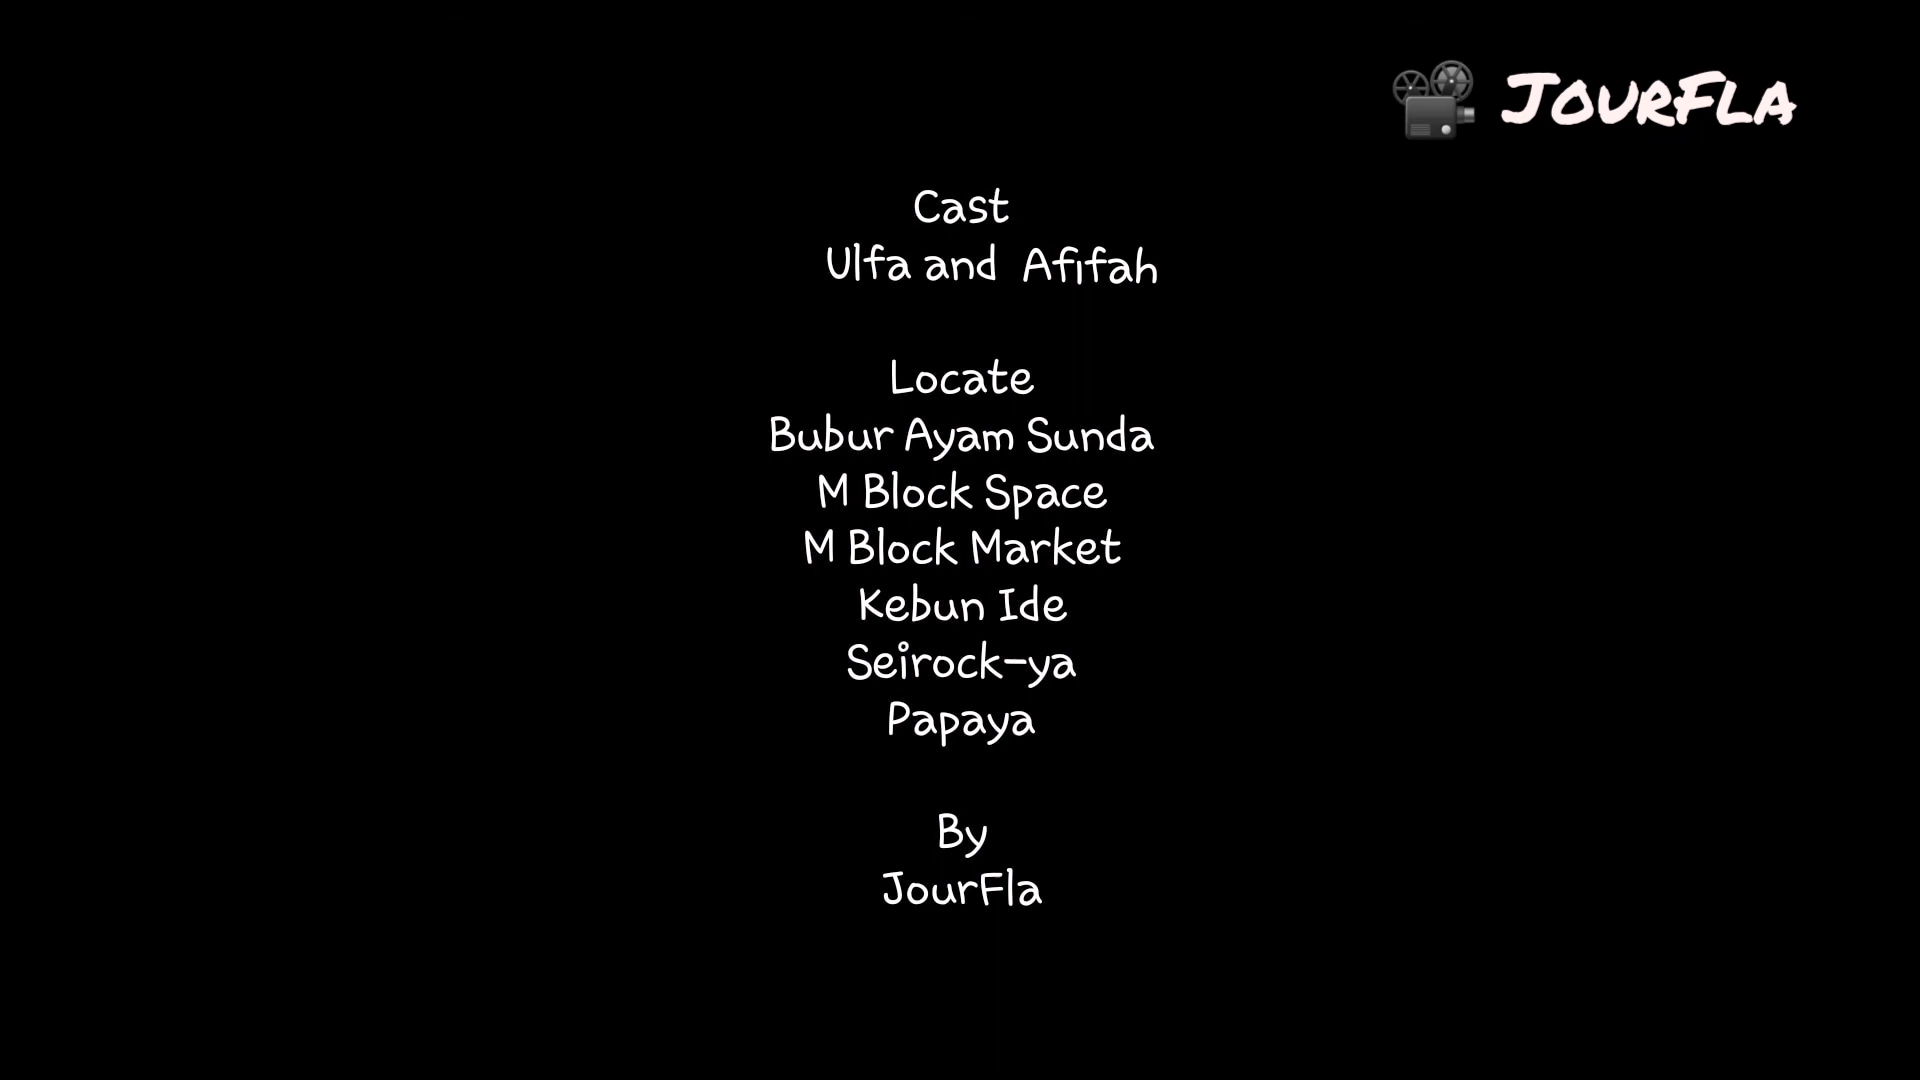 JourFla
Cast
Ulfa and Afifah
Locate
Bubur Ayam Sunda
M Block Space
M Block Market
Kebun Ide
Seirock-ya
Papaya
By
JourFla